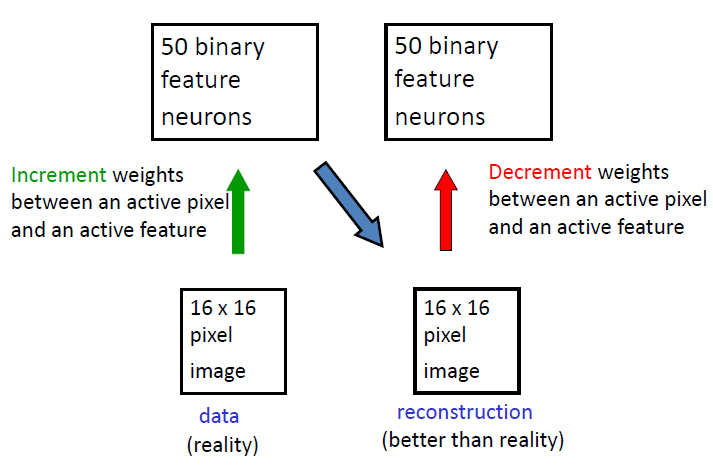 50 binary
feature
neurons
50 binary
feature
neurons
Increment weights
between an active pixel
and an active feature
Decrement weights
between an active pixel
and an active feature
16 x 16
pixel
image
16 x 16
pixel
image
data
(reality)
reconstruction
(better than reality)